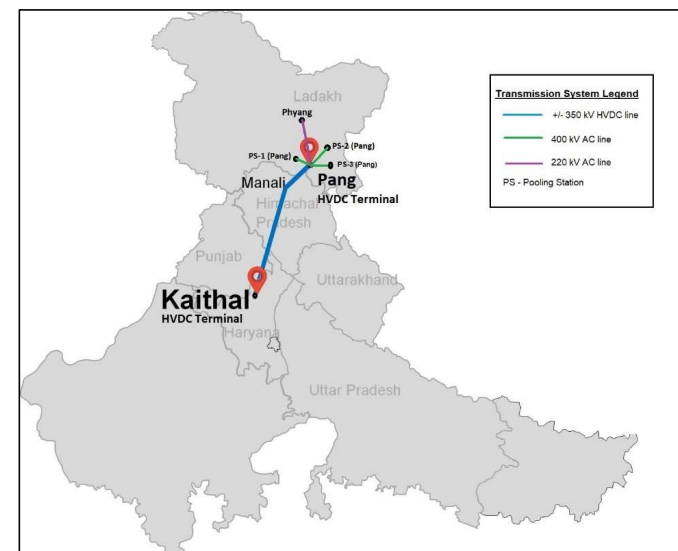 Ladakh
Phyang
PS-2 (Pang)
PS-1 (Pang)
PS-3 (Pang)
Pang
HVDC Terminal
Manali
Himachal
Pradesh
Punjab
Uttarakhand
Kaithal
HVDC Terminal
Haryana
Uttar Pradesh
Transmission System Legend
+/- 350 kV HVDC line
400 kV AC line
220 kV AC line
PS - Pooling Station